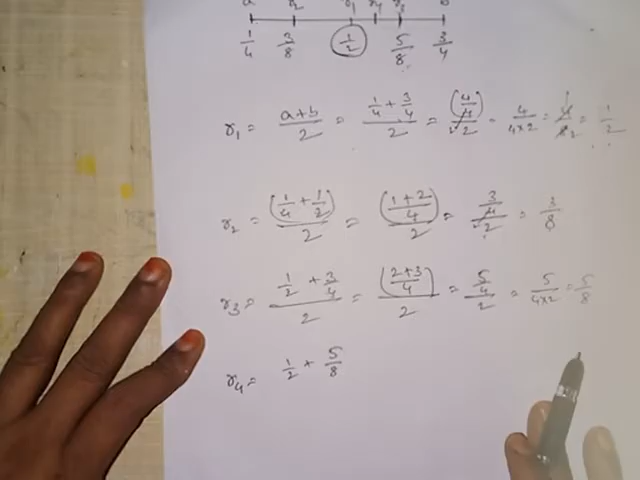 a r₂ r₁ r₄ r₃ b
1/4 3/8 1/2 5/8 3/4
r₁ = (a+b)/2 = (1/4 + 3/4)/2 = (4/4)/2 = 4/(4×2) = 4/8 = 1/2
r₂ = (1/4 + 1/2)/2 = ((1+2)/4)/2 = (3/4)/2 = 3/8
r₃ = (1/2 + 3/4)/2 = ((2+3)/4)/2 = (5/4)/2 = 5/(4×2) = 5/8
r₄ = 1/2 + 5/8